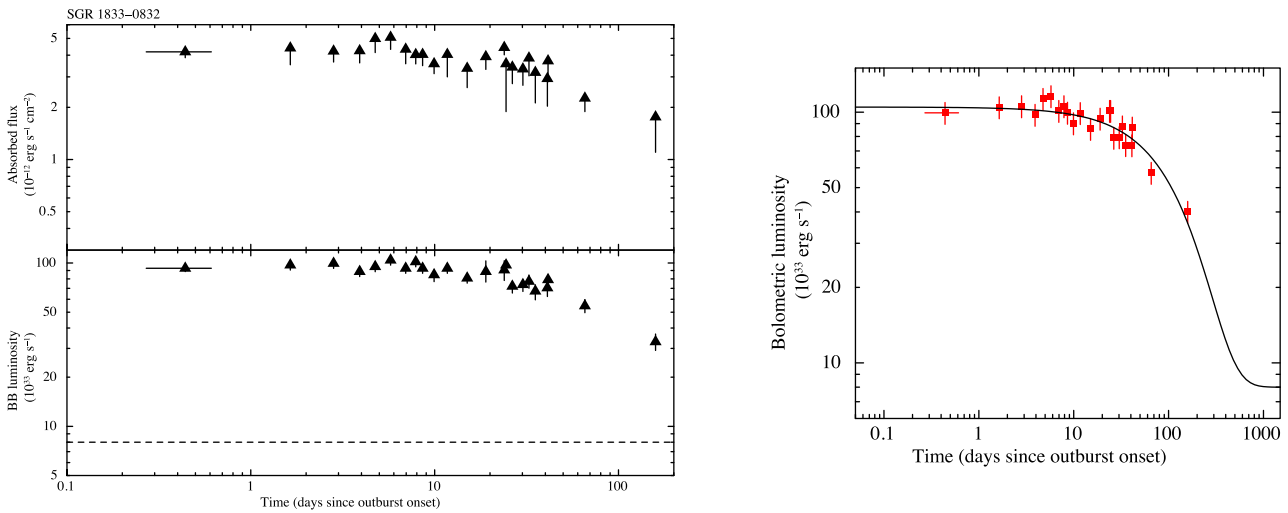 SGR 1833−0832
5
2
1
0.5
Absorbed flux
(10⁻¹² erg s⁻¹ cm⁻²)
100
50
20
10
5
BB luminosity
(10³³ erg s⁻¹)
0.1 1 10 100
Time (days since outburst onset)
100
50
20
10
Bolometric luminosity
(10³³ erg s⁻¹)
0.1 1 10 100 1000
Time (days since outburst onset)